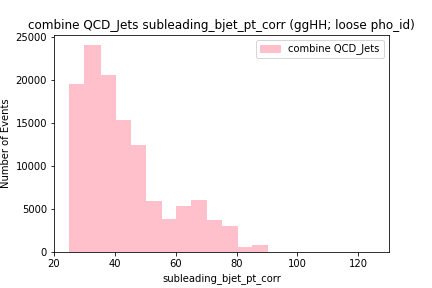 combine QCD_Jets subleading_bjet_pt_corr (ggHH; loose pho_id)
25000
20000
15000
10000
5000
0
Number of Events
combine QCD_Jets
20 40 60 80 100 120
subleading_bjet_pt_corr